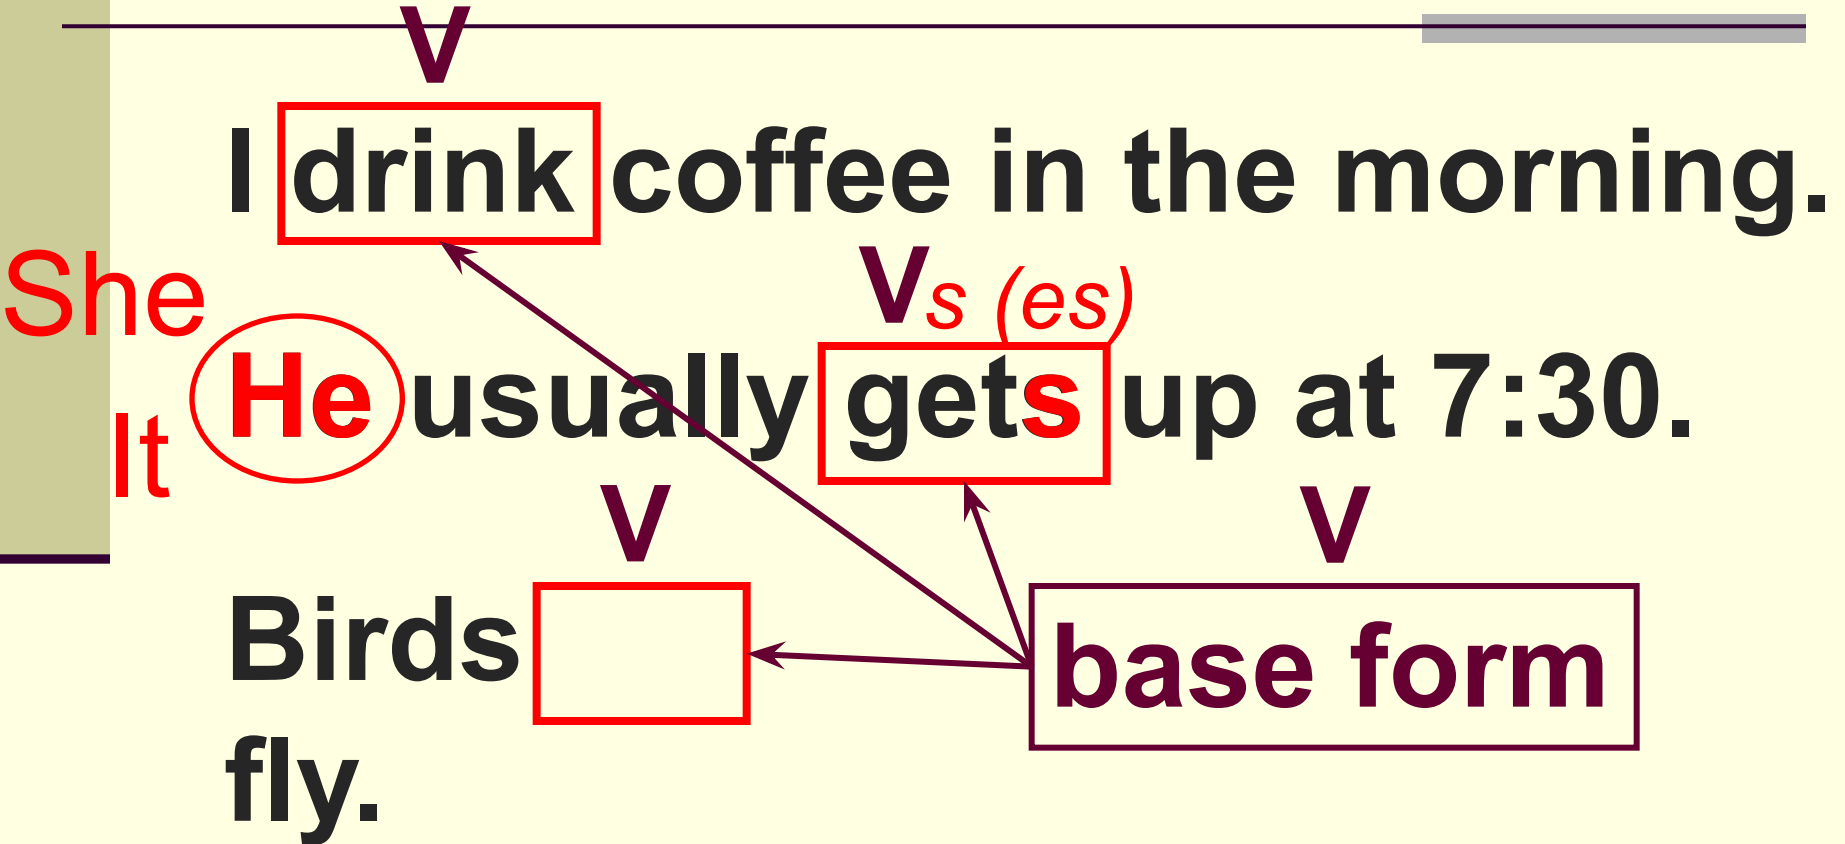 V
I drink coffee in the morning.
She
Vs (es)
He usually gets up at 7:30.
It
V
V
Birds
base form
fly.